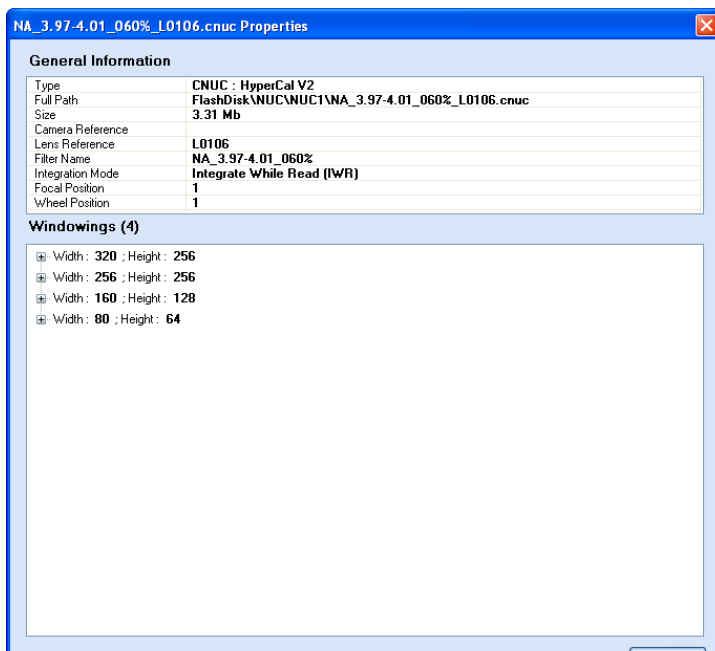 NA_3.97-4.01_060%_L0106.cnuc Properties
General Information
Type CNUC : HyperCal V2
Full Path FlashDisk\NUC\NUC1\NA_3.97-4.01_060%_L0106.cnuc
Size 3.31 Mb
Camera Reference
Lens Reference L0106
Filter Name NA_3.97-4.01_060%
Integration Mode Integrate While Read (IWR)
Focal Position 1
Wheel Position 1
Windowings (4)
Width : 320 ; Height : 256
Width : 256 ; Height : 256
Width : 160 ; Height : 128
Width : 80 ; Height : 64